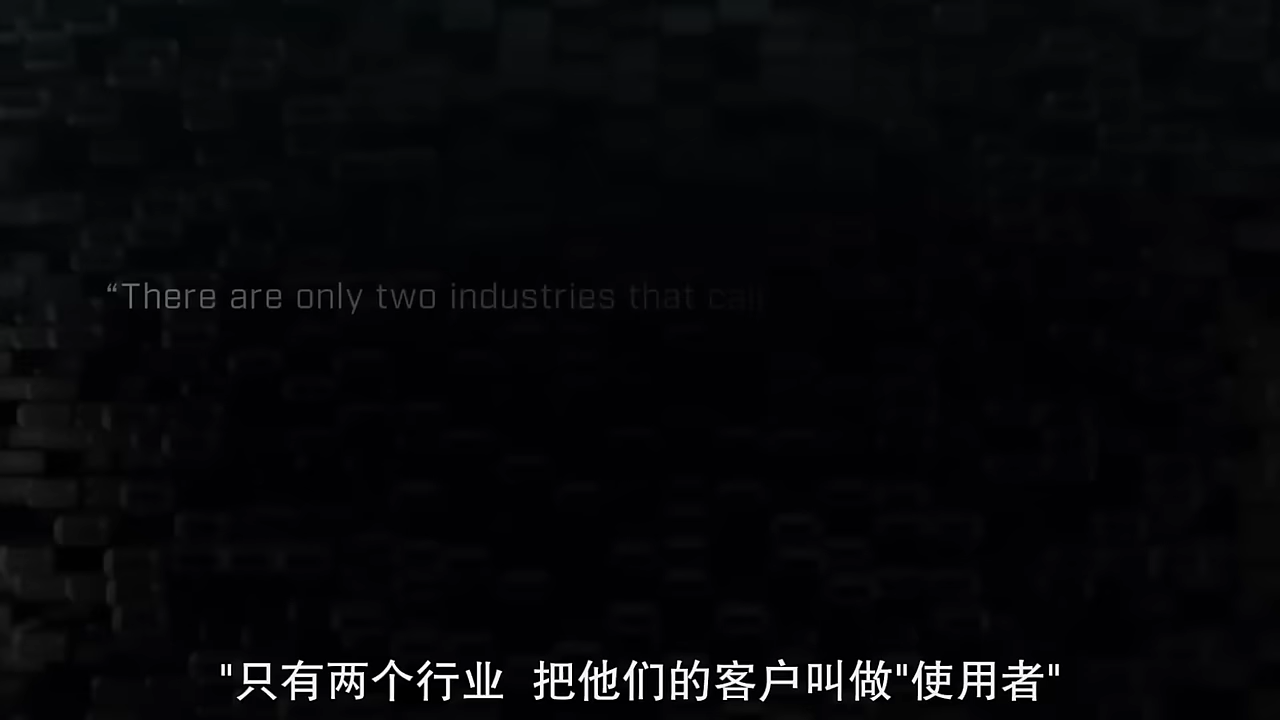 “There are only two industries that call
"只有两个行业 把他们的客户叫做"使用者"